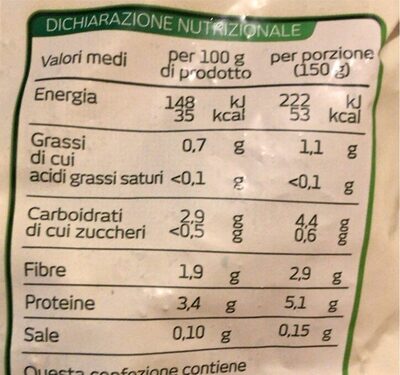 DICHIARAZIONE NUTRIZIONALE
Valori medi per 100 g di prodotto per porzione (150 g)
Energia 148 kJ 222 kJ
35 kcal 53 kcal
Grassi 0,7 g 1,1 g
di cui
acidi grassi saturi <0,1 g <0,1 g
Carboidrati 2,9 g 4,4 g
di cui zuccheri <0,5 g 0,6 g
Fibre 1,9 g 2,9 g
Proteine 3,4 g 5,1 g
Sale 0,10 g 0,15 g
Questa confezione contiene